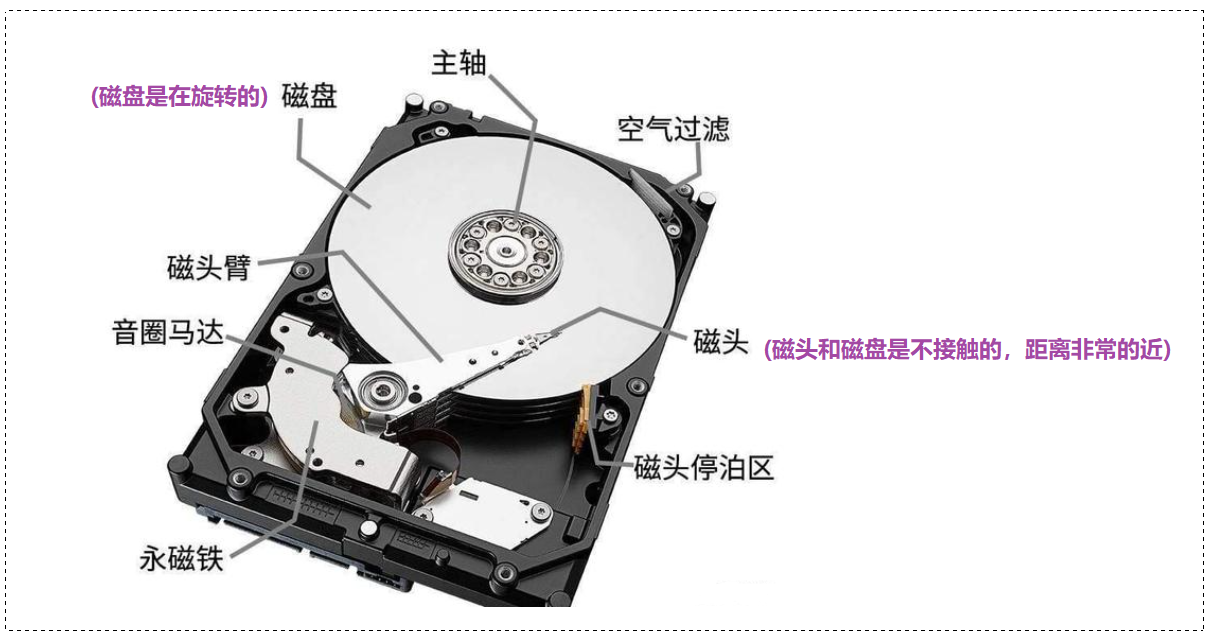 主轴
(磁盘是在旋转的) 磁盘
空气过滤
磁头臂
音圈马达
磁头 (磁头和磁盘是不接触的，距离非常的近)
磁头停泊区
永磁铁